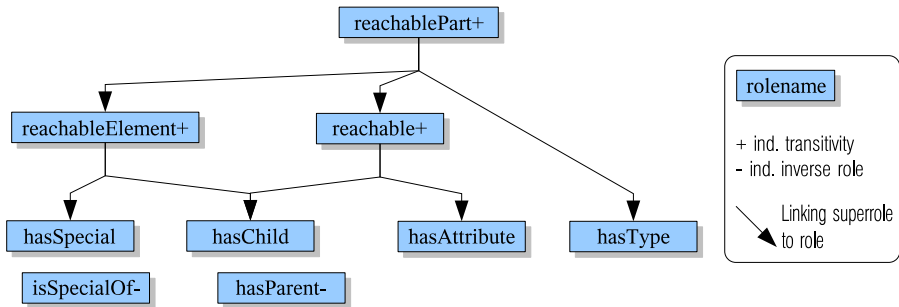 reachablePart+
reachableElement+
reachable+
hasSpecial
hasChild
hasAttribute
hasType
isSpecialOf-
hasParent-
rolename
+ ind. transitivity
- ind. inverse role
Linking superrole
to role